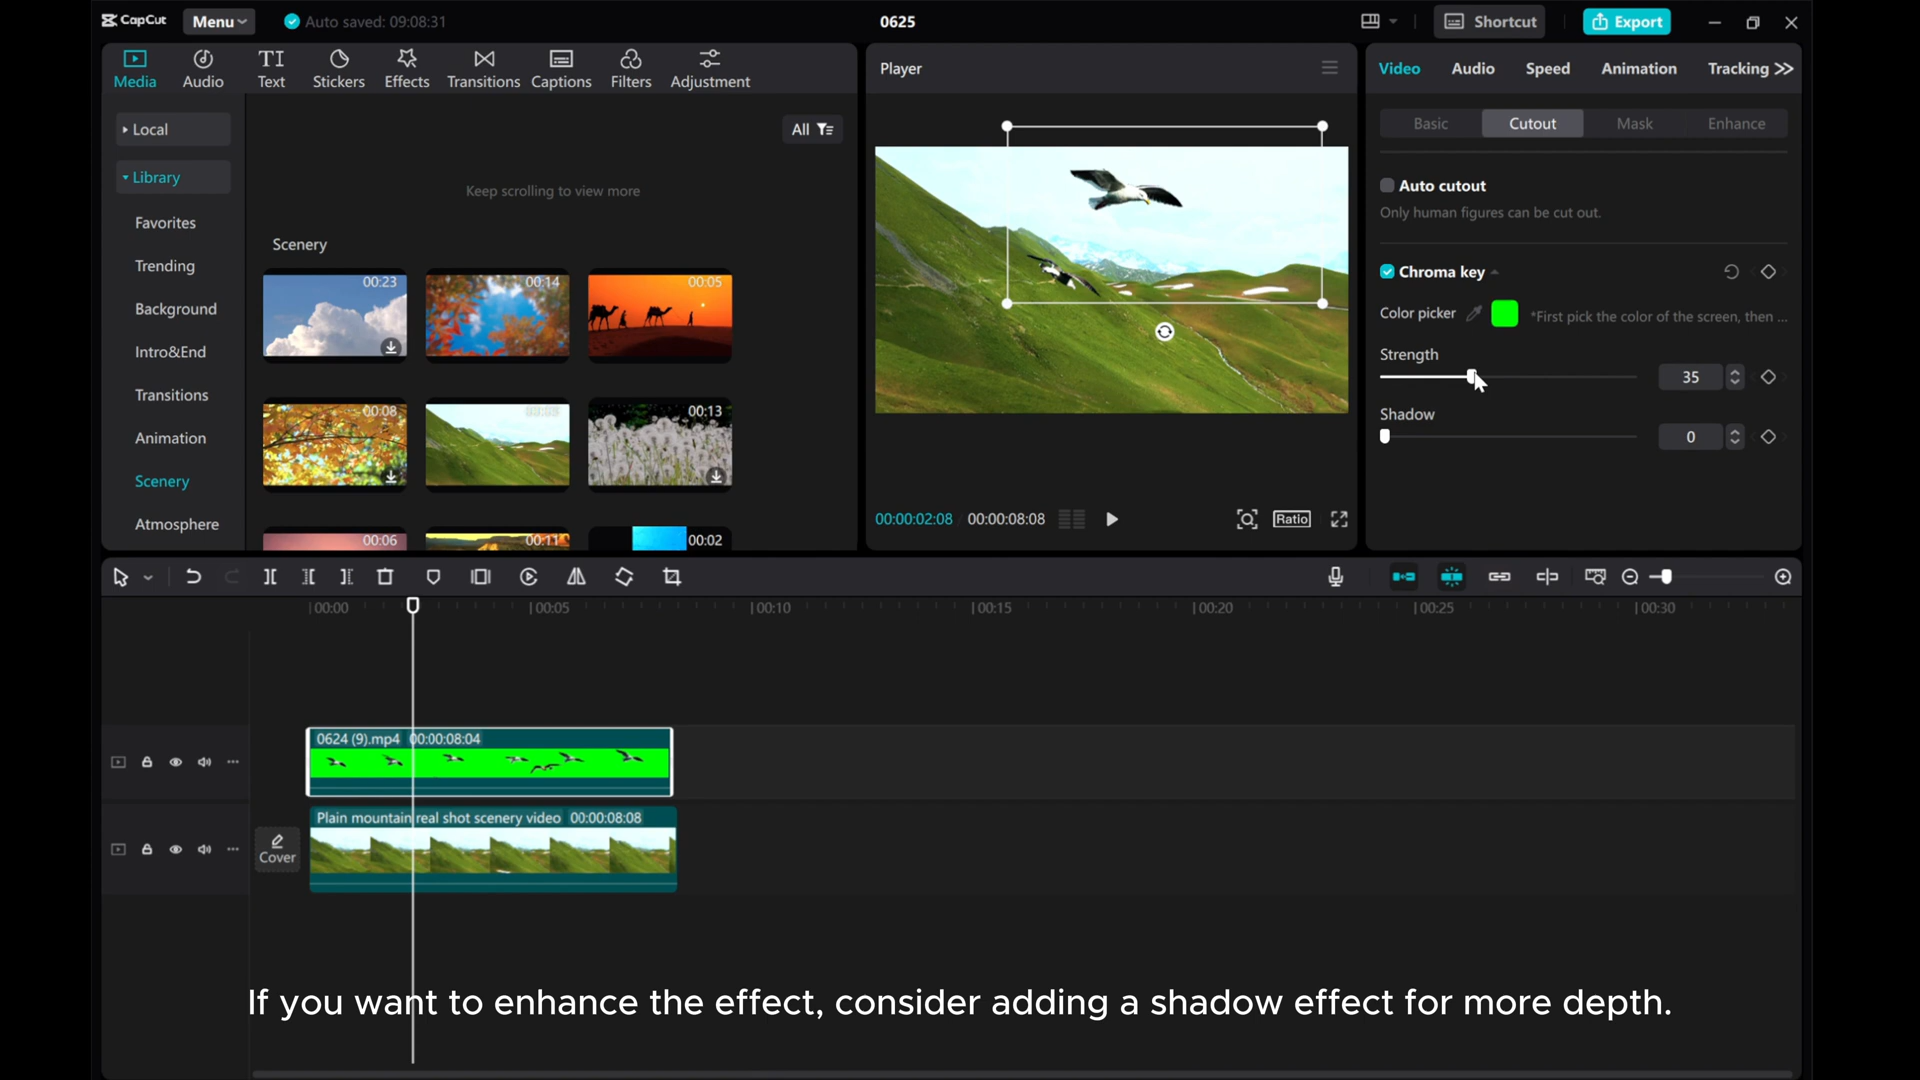 CapCut
Menu
Auto saved: 09:08:31
0625
Shortcut
Export
Media
Audio
Text
Stickers
Effects
Transitions
Captions
Filters
Adjustment
Local
Library
Favorites
Trending
Background
Intro&End
Transitions
Animation
Scenery
Atmosphere
All
Keep scrolling to view more
Scenery
00:23
00:14
00:05
00:08
00:13
00:06
00:11
00:02
Player
00:00:02:08
00:00:08:08
Ratio
Video
Audio
Speed
Animation
Tracking
Basic
Cutout
Mask
Enhance
Auto cutout
Only human figures can be cut out.
Chroma key
Color picker
*First pick the color of the screen, then ...
Strength
35
Shadow
0
00:00
00:05
00:10
00:15
00:20
00:25
00:30
0624 (9).mp4 00:00:08:04
Plain mountain real shot scenery video 00:00:08:08
Cover
If you want to enhance the effect, consider adding a shadow effect for more depth.